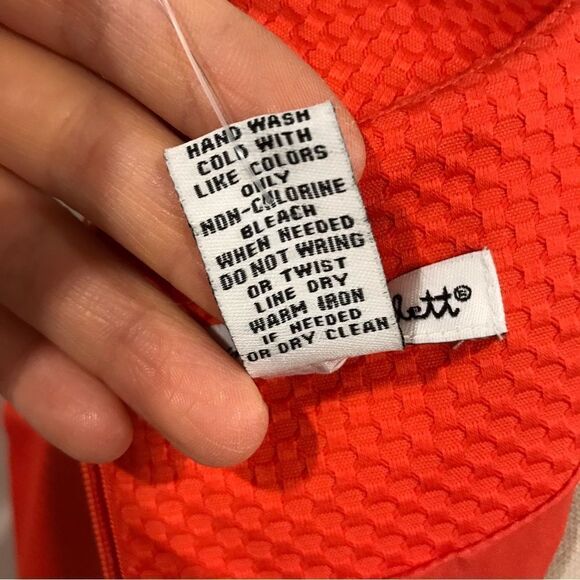 HAND WASH
COLD WITH
LIKE COLORS
ONLY
NON-CHLORINE
BLEACH
WHEN NEEDED
DO NOT WRING
OR TWIST
LINE DRY
WARM IRON
IF NEEDED
OR DRY CLEAN
lett®